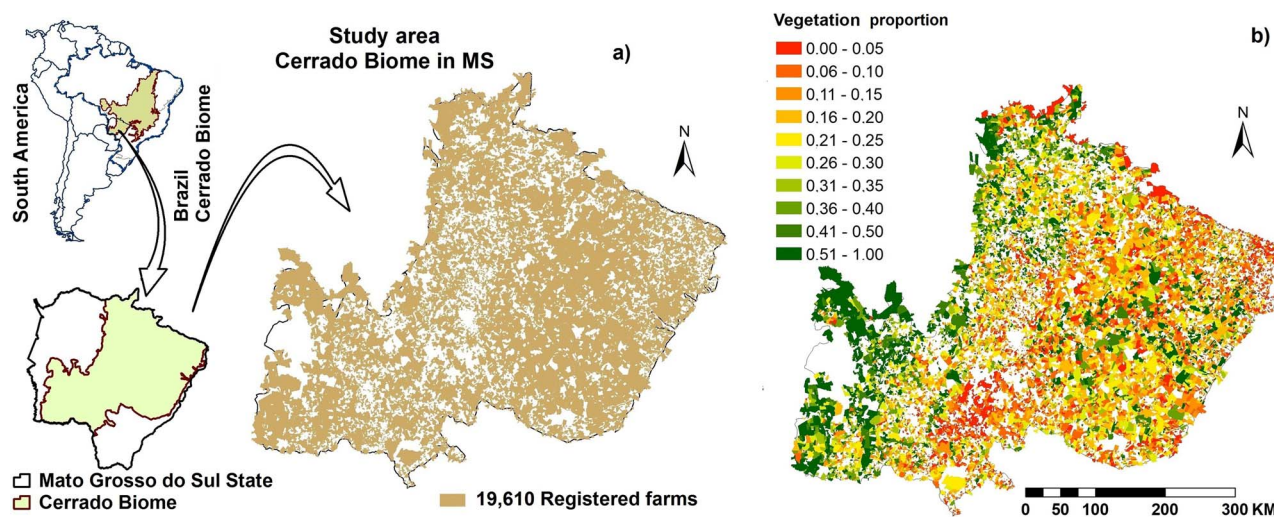 Study area
Cerrado Biome in MS
a)
South America
Brazil
Cerrado Biome
N
Mato Grosso do Sul State
Cerrado Biome
19,610 Registered farms
Vegetation proportion
b)
0.00 - 0.05
0.06 - 0.10
0.11 - 0.15
0.16 - 0.20
0.21 - 0.25
0.26 - 0.30
0.31 - 0.35
0.36 - 0.40
0.41 - 0.50
0.51 - 1.00
N
0 25 50 100 200 300 KM